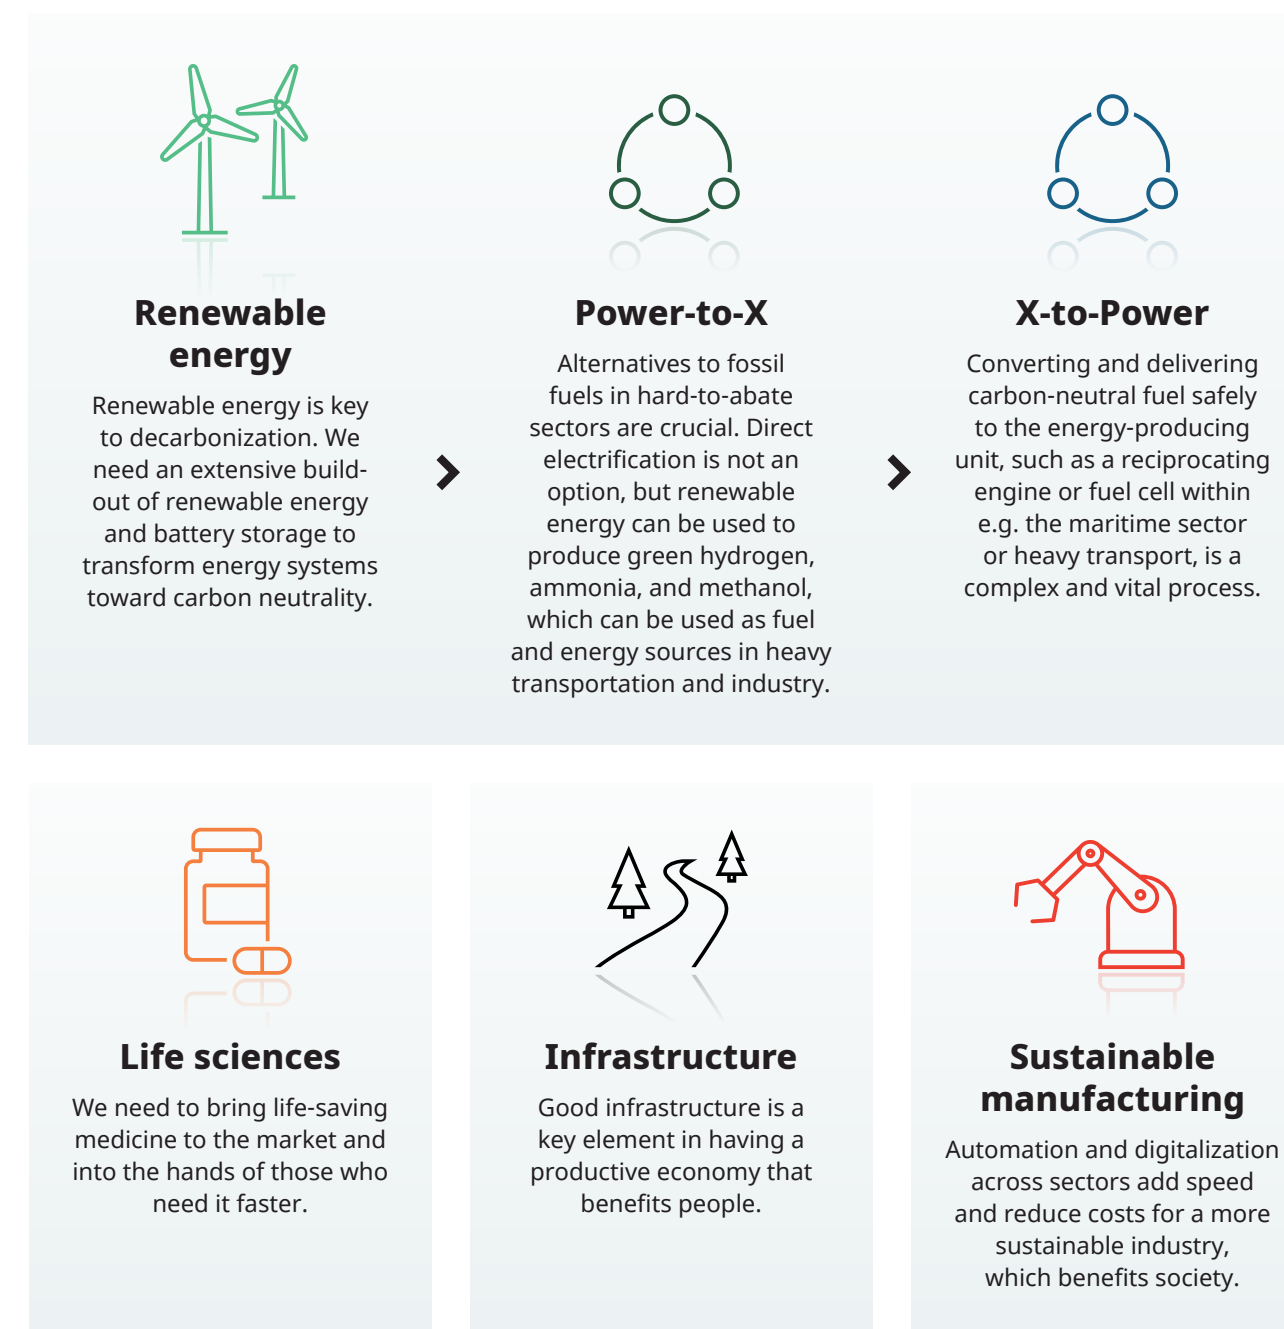 Renewable
energy
Renewable energy is key
to decarbonization. We
need an extensive build-
out of renewable energy
and battery storage to
transform energy systems
toward carbon neutrality.
Power-to-X
Alternatives to fossil
fuels in hard-to-abate
sectors are crucial. Direct
electrification is not an
option, but renewable
energy can be used to
produce green hydrogen,
ammonia, and methanol,
which can be used as fuel
and energy sources in heavy
transportation and industry.
X-to-Power
Converting and delivering
carbon-neutral fuel safely
to the energy-producing
unit, such as a reciprocating
engine or fuel cell within
e.g. the maritime sector
or heavy transport, is a
complex and vital process.
Life sciences
We need to bring life-saving
medicine to the market and
into the hands of those who
need it faster.
Infrastructure
Good infrastructure is a
key element in having a
productive economy that
benefits people.
Sustainable
manufacturing
Automation and digitalization
across sectors add speed
and reduce costs for a more
sustainable industry,
which benefits society.